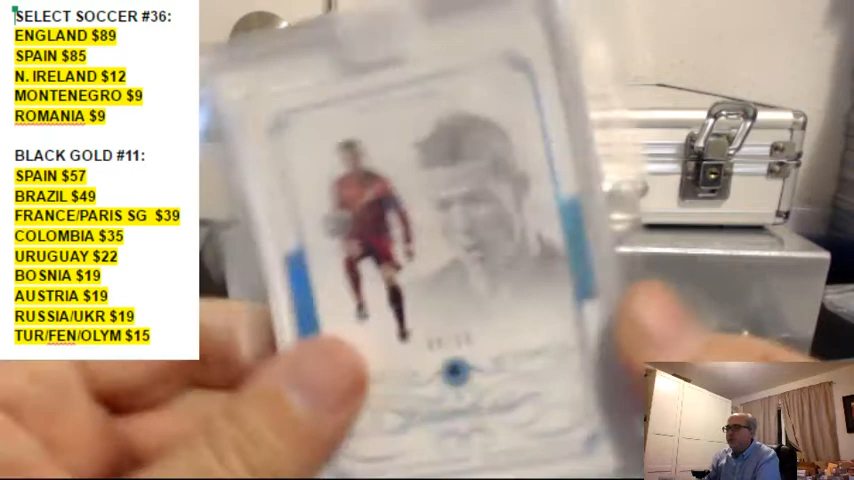 SELECT SOCCER #36:
ENGLAND $89
SPAIN $85
N. IRELAND $12
MONTENEGRO $9
ROMANIA $9
BLACK GOLD #11:
SPAIN $57
BRAZIL $49
FRANCE/PARIS SG $39
COLOMBIA $35
URUGUAY $22
BOSNIA $19
AUSTRIA $19
RUSSIA/UKR $19
TUR/FEN/OLYM $15